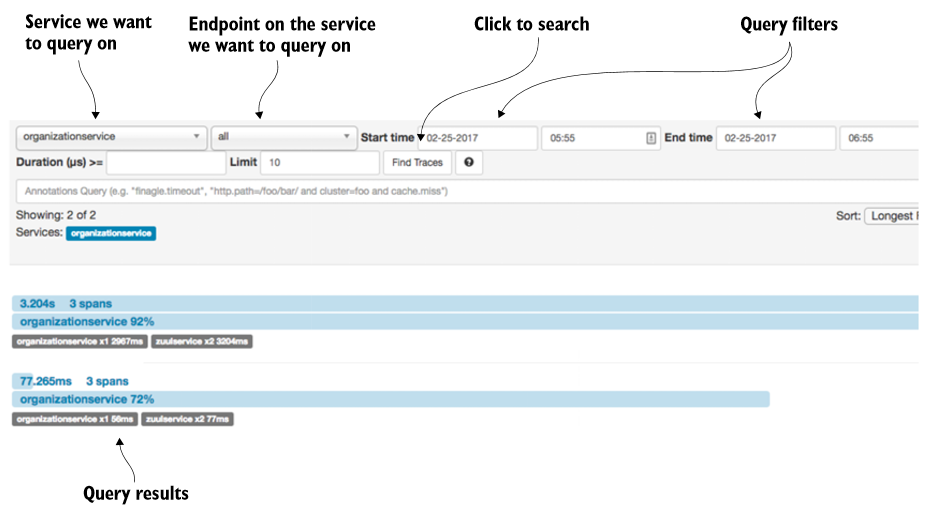 Service we want
to query on
Endpoint on the service
we want to query on
Click to search
Query filters
organizationservice all Start time 02-25-2017 05:55 End time 02-25-2017 06:55
Duration (µs) >= Limit 10 Find Traces ?
Annotations Query (e.g. "finagle.timeout", "http.path=/foo/bar/ and cluster=foo and cache.miss")
Showing: 2 of 2
Sort: Longest
Services: organizationservice
3.204s 3 spans
organizationservice 92%
organizationservice x1 2967ms zuulservice x2 3204ms
77.265ms 3 spans
organizationservice 72%
organizationservice x1 56ms zuulservice x2 77ms
Query results